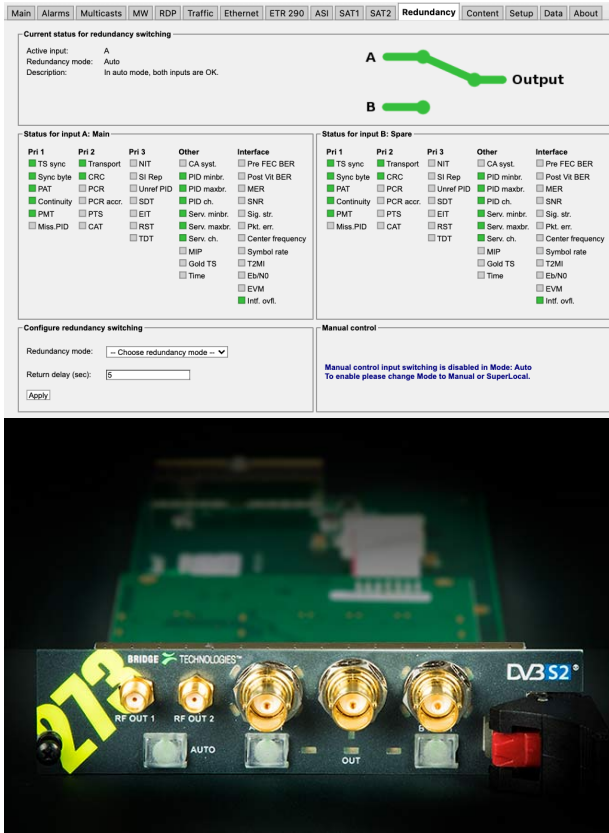 Main Alarms Multicasts MW RDP Traffic Ethernet ETR 290 ASI SAT1 SAT2 Redundancy Content Setup Data About
Current status for redundancy switching
Active input: A
Redundancy mode: Auto
Description: In auto mode, both inputs are OK.
A
Output
B
Status for input A: Main
Pri 1 Pri 2 Pri 3 Other Interface
TS sync Transport NIT CA syst. Pre FEC BER
Sync byte CRC SI Rep PID minbr. Post Vit BER
PAT PCR Unref PID PID maxbr. MER
Continuity PCR accr. SDT PID ch. SNR
PMT PTS EIT Serv. minbr. Sig. str.
Miss.PID CAT RST Serv. maxbr. Pkt. err.
TDT Serv. ch. Center frequency
MIP Symbol rate
Gold TS T2MI
Time Eb/N0
EVM
Intf. ovfl.
Status for input B: Spare
Pri 1 Pri 2 Pri 3 Other Interface
TS sync Transport NIT CA syst. Pre FEC BER
Sync byte CRC SI Rep PID minbr. Post Vit BER
PAT PCR Unref PID PID maxbr. MER
Continuity PCR accr. SDT PID ch. SNR
PMT PTS EIT Serv. minbr. Sig. str.
Miss.PID CAT RST Serv. maxbr. Pkt. err.
TDT Serv. ch. Center frequency
MIP Symbol rate
Gold TS T2MI
Time Eb/N0
EVM
Intf. ovfl.
Configure redundancy switching
Redundancy mode: -- Choose redundancy mode --
Return delay (sec): 5
Apply
Manual control
Manual control input switching is disabled in Mode: Auto
To enable please change Mode to Manual or SuperLocal.
273
BRIDGE TECHNOLOGIES™
DVB S2®
RF OUT 1 RF OUT 2
AUTO
OUT